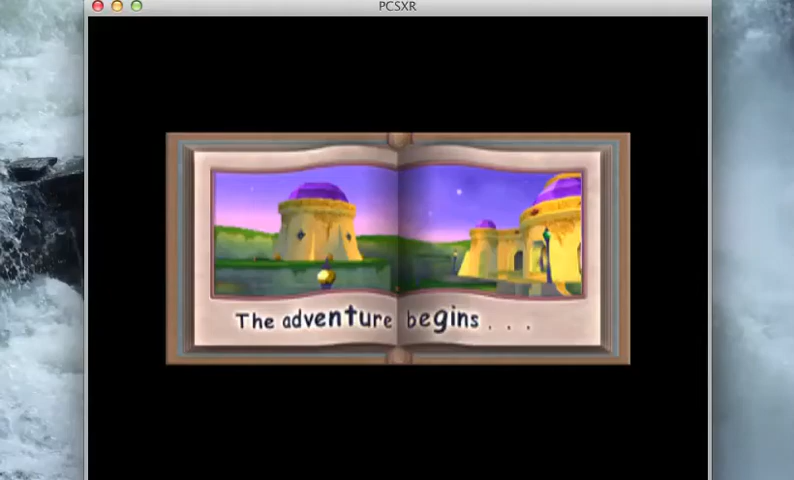 PCSXR
The adventure begins . . .